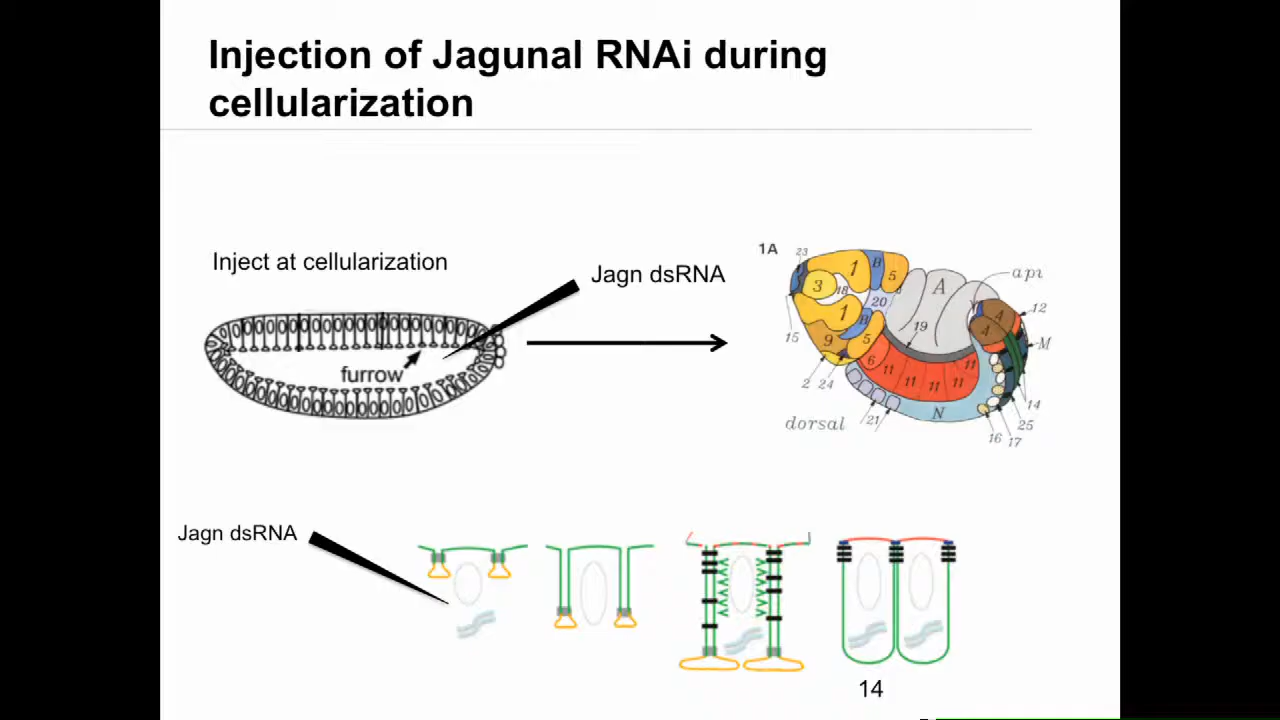 Injection of Jagunal RNAi during
cellularization
Inject at cellularization
Jagn dsRNA
furrow
1A
23
1
B
5
3
18
d
20
A
api
1
B
12
15
19
A
A
9
5
M
6
11
11
11
11
11
2
24
14
N
dorsal
21
25
16
17
Jagn dsRNA
14